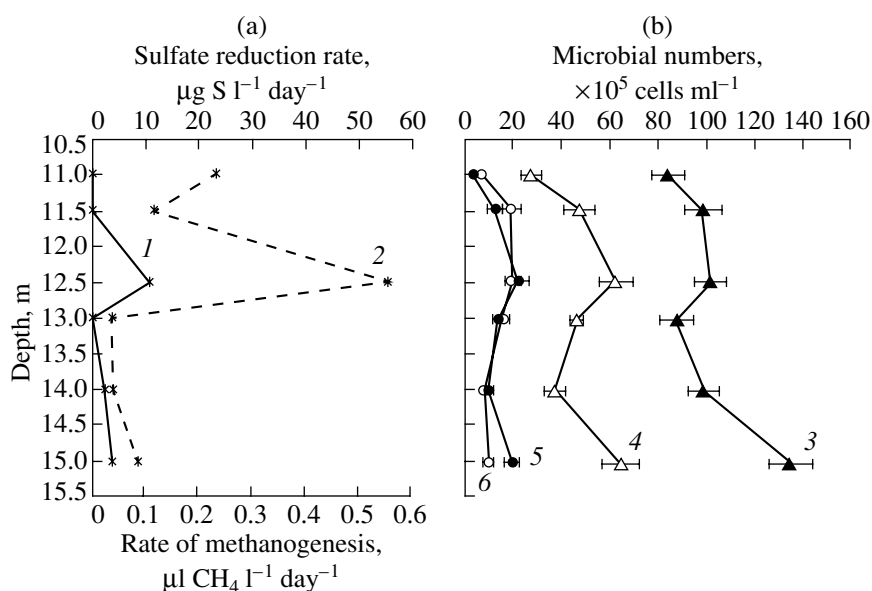 (a)
Sulfate reduction rate,
μg S l⁻¹ day⁻¹
0 10 20 30 40 50 60
10.5
11.0
11.5
12.0
12.5
13.0
13.5
14.0
14.5
15.0
15.5
Depth, m
1
2
0 0.1 0.2 0.3 0.4 0.5 0.6
Rate of methanogenesis,
μl CH₄ l⁻¹ day⁻¹
(b)
Microbial numbers,
×10⁵ cells ml⁻¹
0 20 40 60 80 100 120 140 160
6
5
4
3